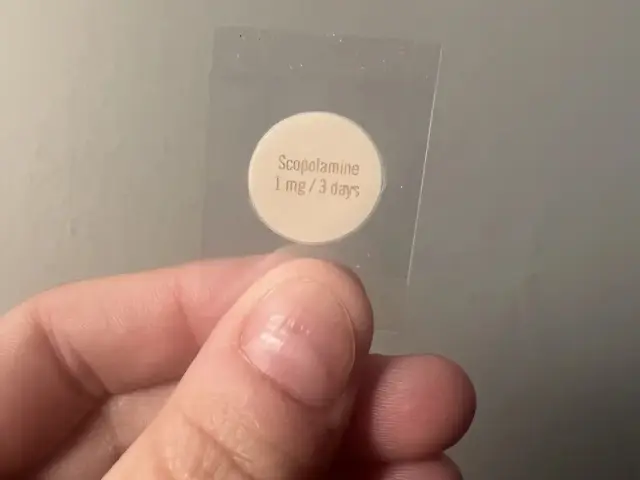 Scopolamine
1 mg / 3 days